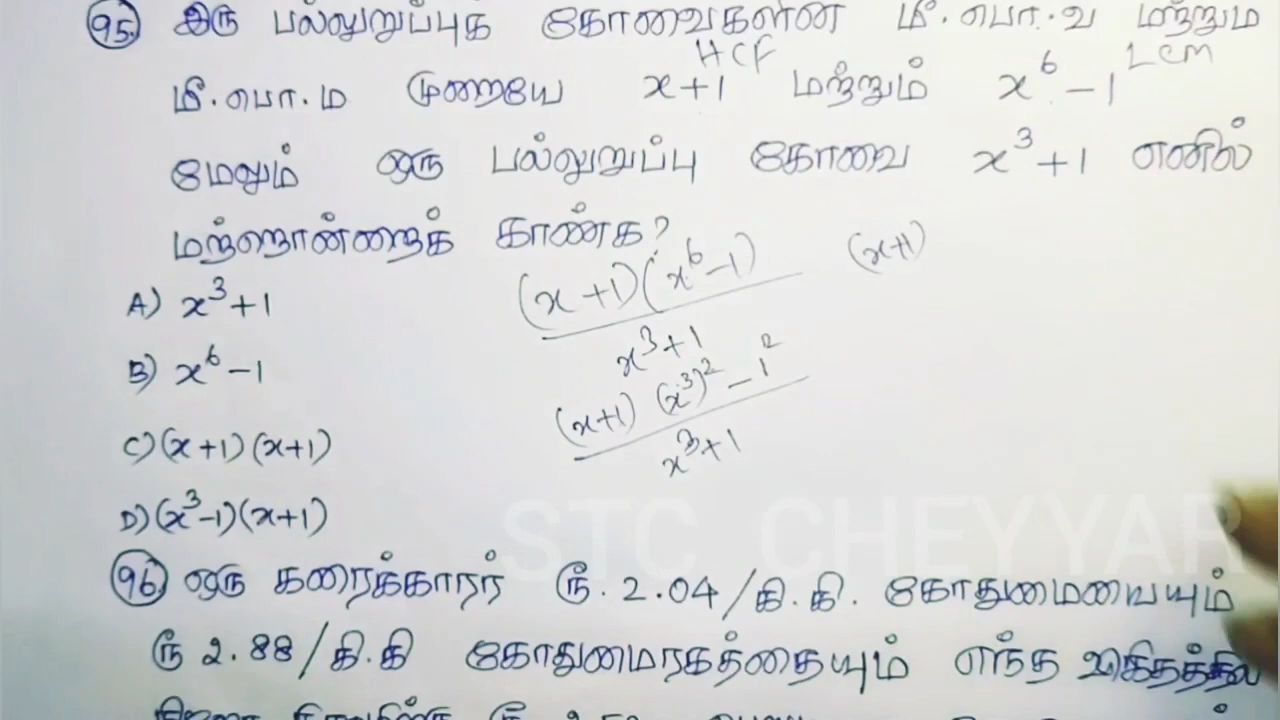 95. இரு பல்லுறுப்புக் கோவைகளின் மீ.பொ.வ மற்றும்
HCF LCM
மீ.பொ.ம முறையே x+1 மற்றும் x⁶-1
மேலும் ஒரு பல்லுறுப்பு கோவை x³+1 எனில்
மற்றொன்றைக் காண்க?
(x+1)(x⁶-1) (x+1)
x³+1
(x+1) (x³)²-1²
x³+1
A) x³+1
B) x⁶-1
C) (x+1)(x+1)
D) (x³-1)(x+1)
STC CHEYYAR
96. ஒரு கரைக்காரர் ரூ. 2.04/கி.கி. கோதுமையையும்
ரூ 2.88/கி.கி கோதுமைரகத்தையும் எந்த விகிதத்தில்